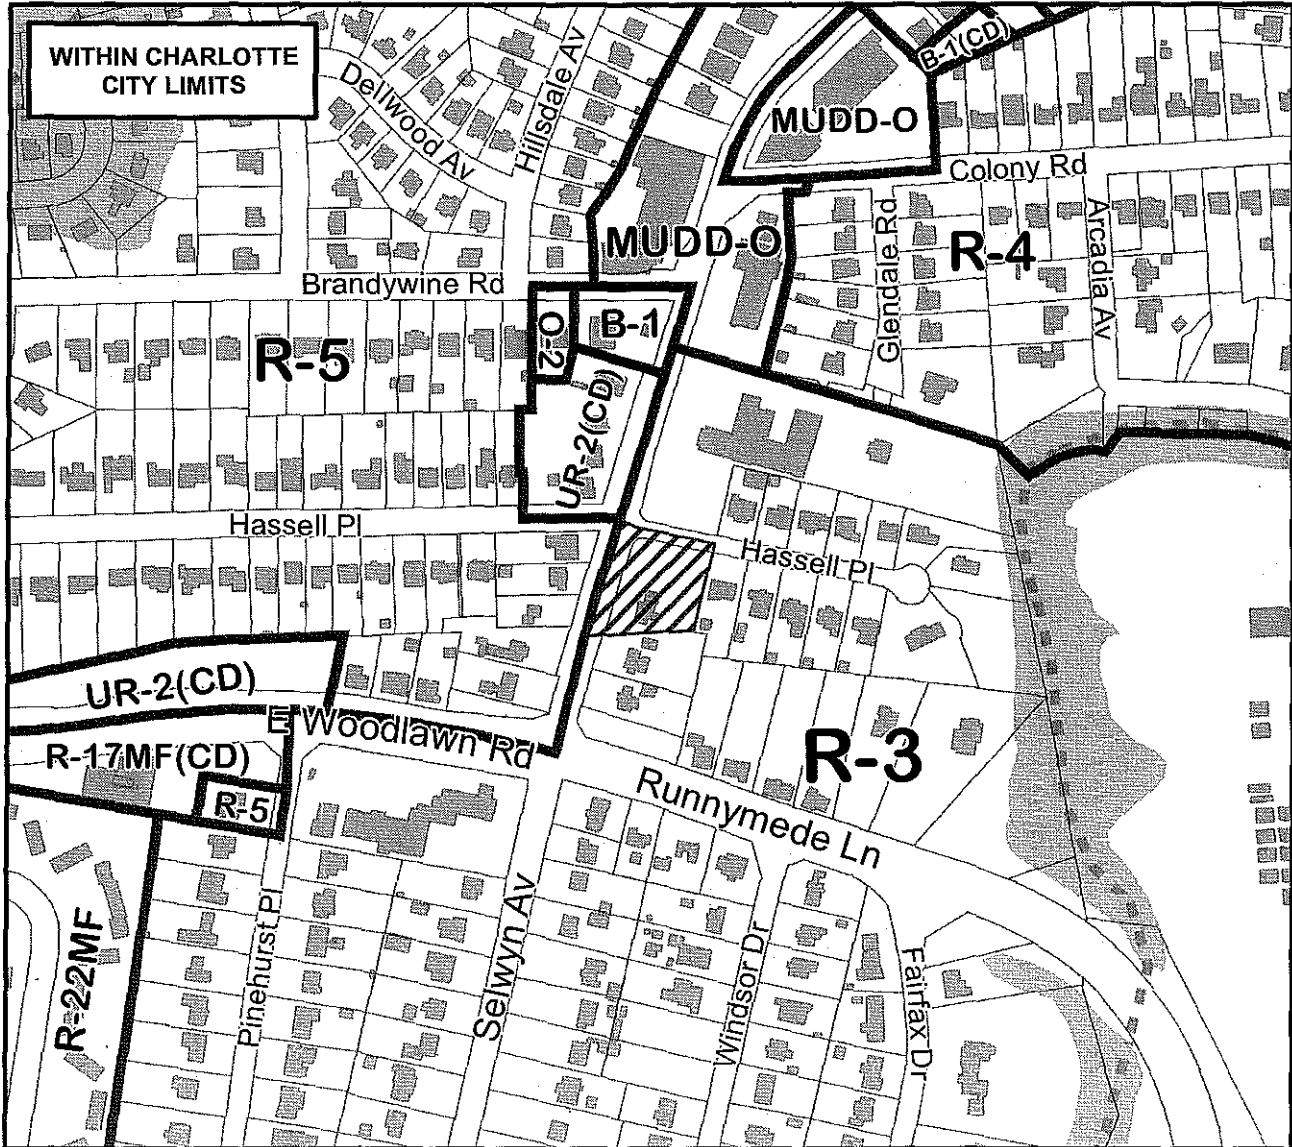 WITHIN CHARLOTTE
CITY LIMITS
Dellwood Av
Hillsdale Av
B-1(CD)
MUDD-O
Colony Rd
MUDD-O
Glendale Rd
R-4
Arcadia Av
Brandywine Rd
O-2
B-1
R-5
UR-2(CD)
Hassell Pl
Hassell Pl
UR-2(CD)
E Woodlawn Rd
R-17MF(CD)
R-3
R-5
Runnymede Ln
R-22MF
Pinehurst Pl
Selwyn Av
Windsor Dr
Fairfax Dr